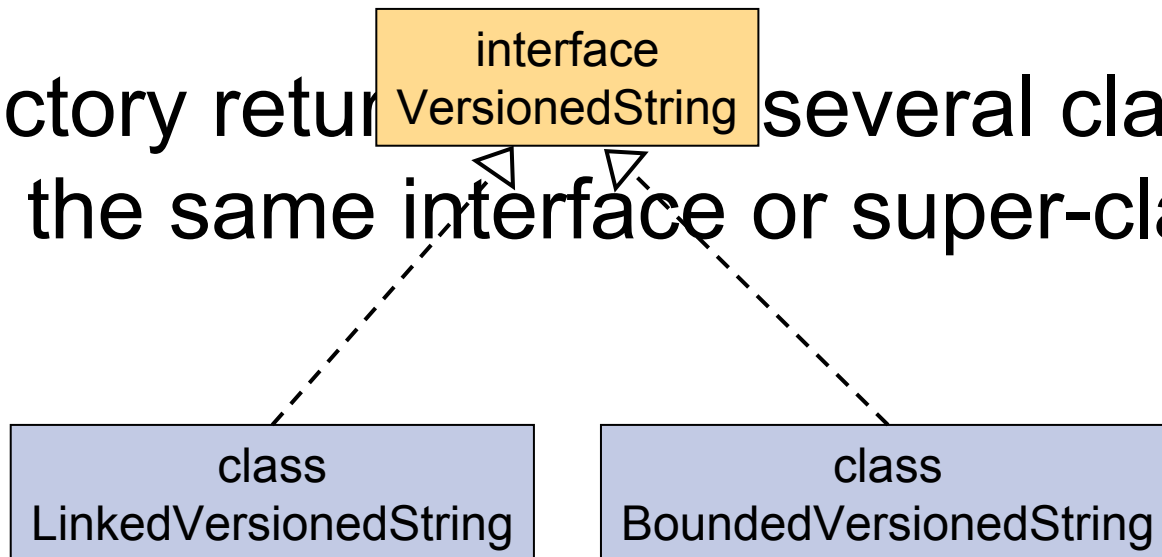 interface
VersionedString
ctory retur several cla
the same interface or super-cla
class
LinkedVersionedString
class
BoundedVersionedString